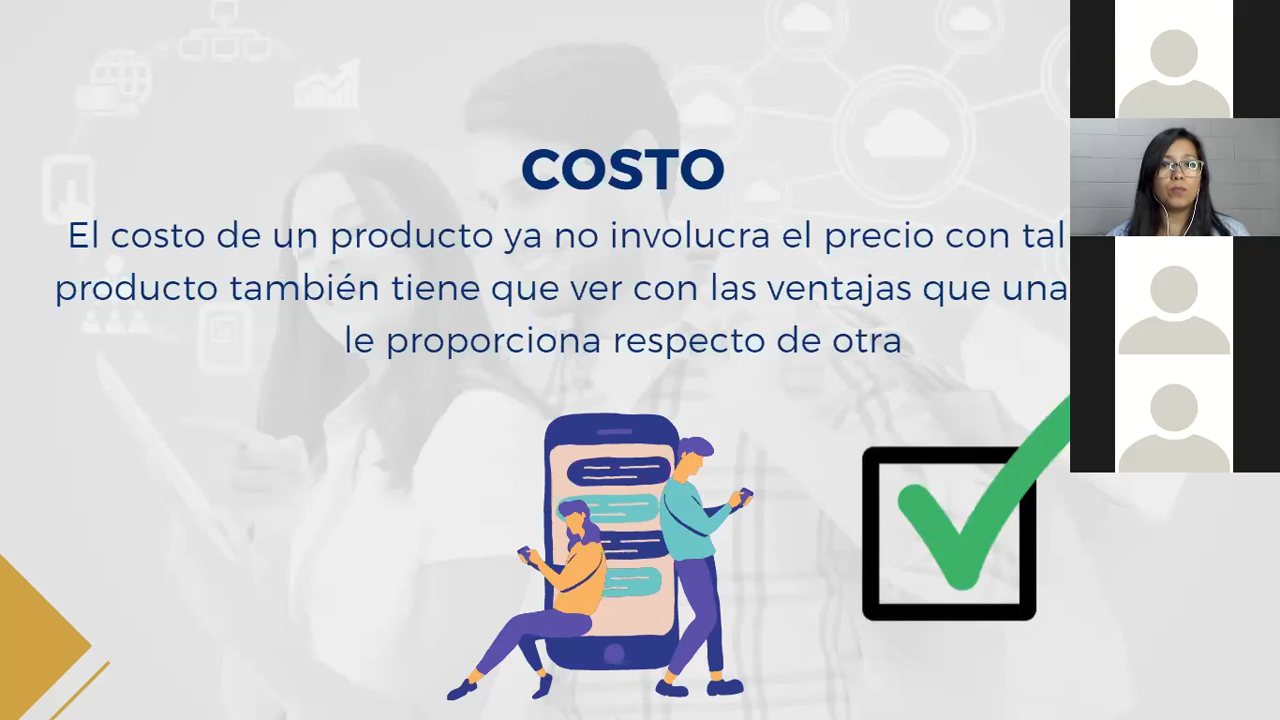 COSTO
El costo de un producto ya no involucra el precio con tal
producto también tiene que ver con las ventajas que una
le proporciona respecto de otra